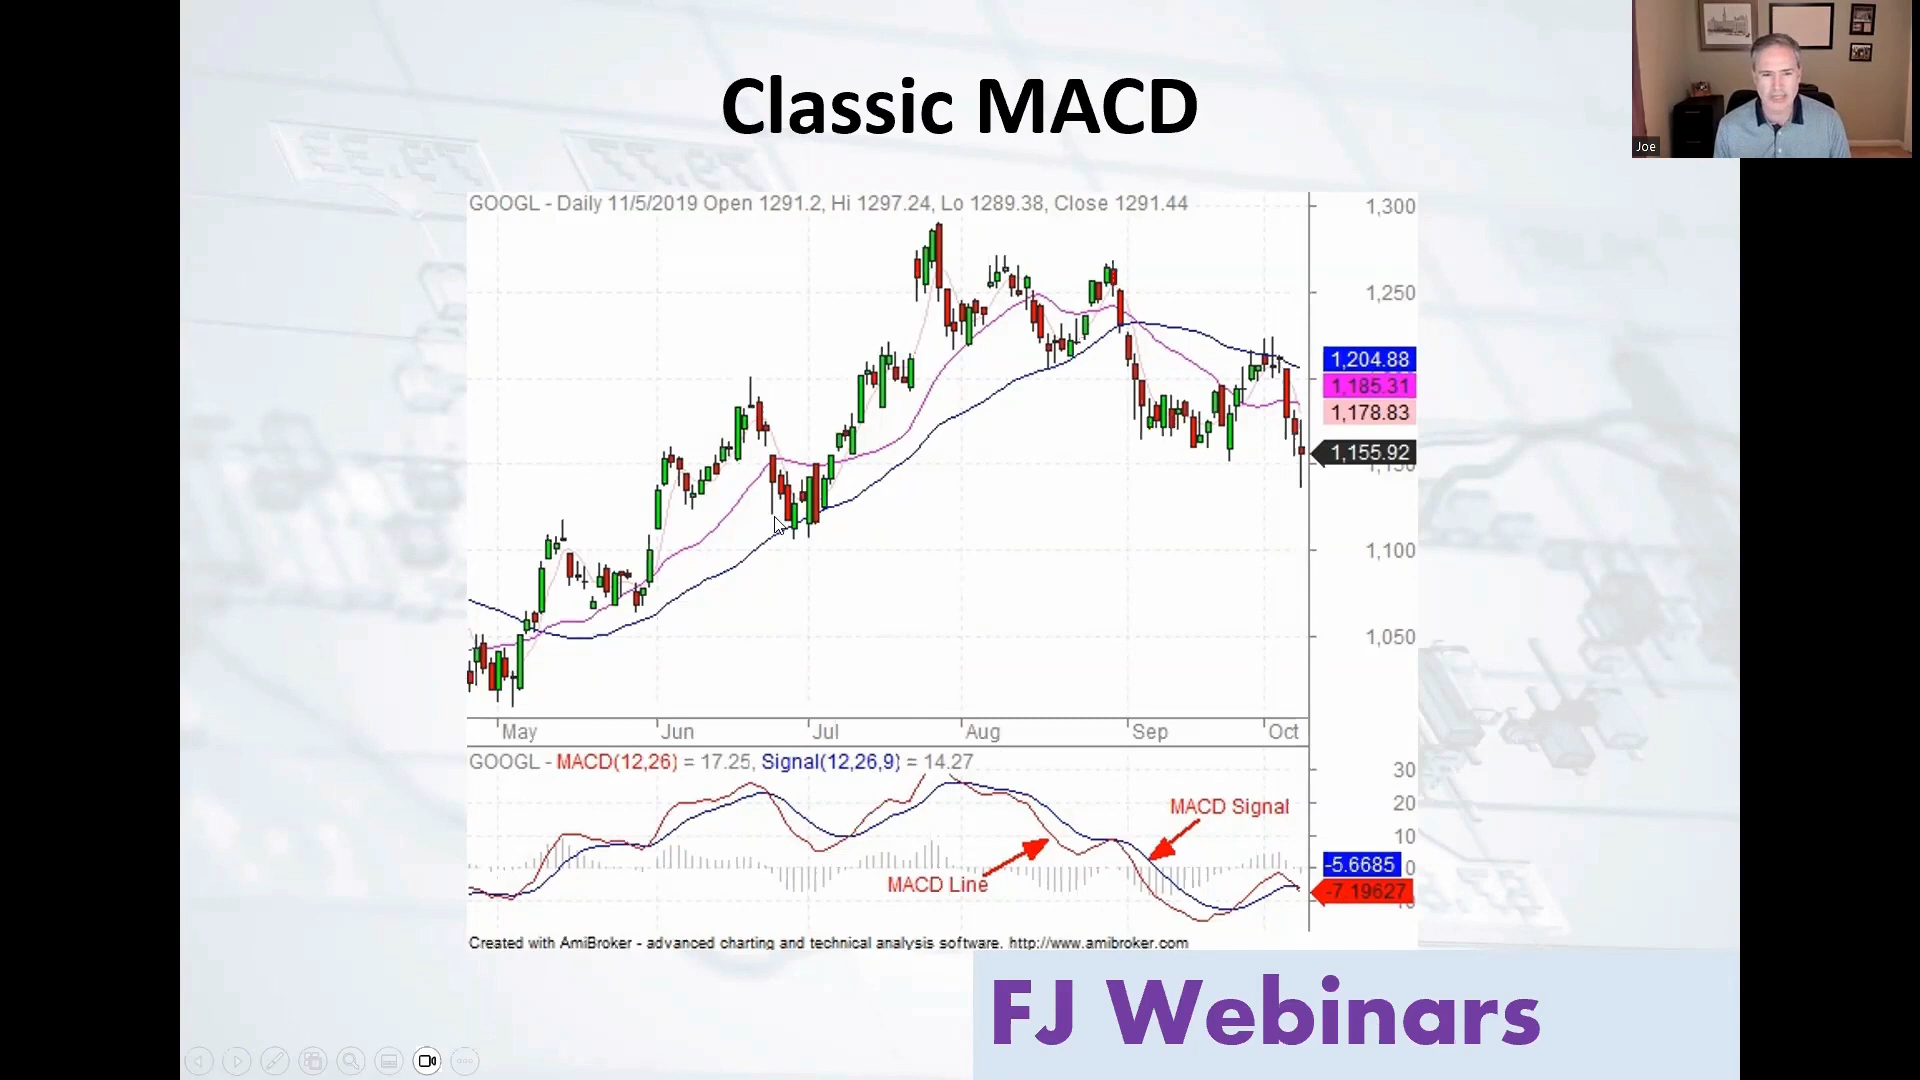 Classic MACD
Joe
GOOGL - Daily 11/5/2019 Open 1291.2, Hi 1297.24, Lo 1289.38, Close 1291.44
1,300
1,250
1,204.88
1,185.31
1,178.83
1,155.92
1,150
1,100
1,050
May Jun Jul Aug Sep Oct
GOOGL - MACD(12,26) = 17.25, Signal(12,26,9) = 14.27
30
MACD Signal
20
10
-5.6685 0
MACD Line
-7.19627
Created with AmiBroker - advanced charting and technical analysis software. http://www.amibroker.com
FJ Webinars